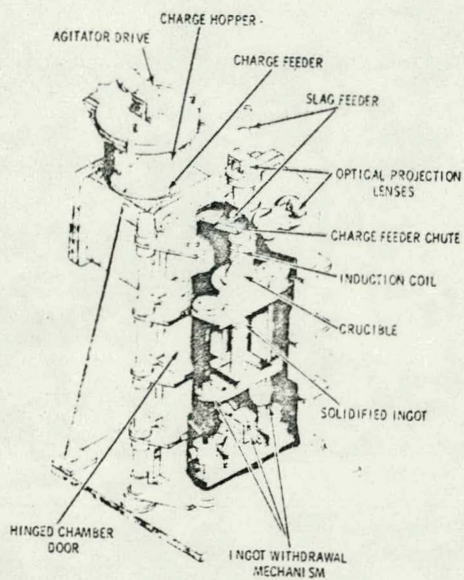 CHARGE HOPPER
AGITATOR DRIVE
CHARGE FEEDER
SLAG FEEDER
OPTICAL PROJECTION
LENSES
CHARGE FEEDER CHUTE
INDUCTION COIL
CRUCIBLE
SOLIDIFIED INGOT
HINGED CHAMBER
DOOR
INGOT WITHDRAWAL
MECHANISM